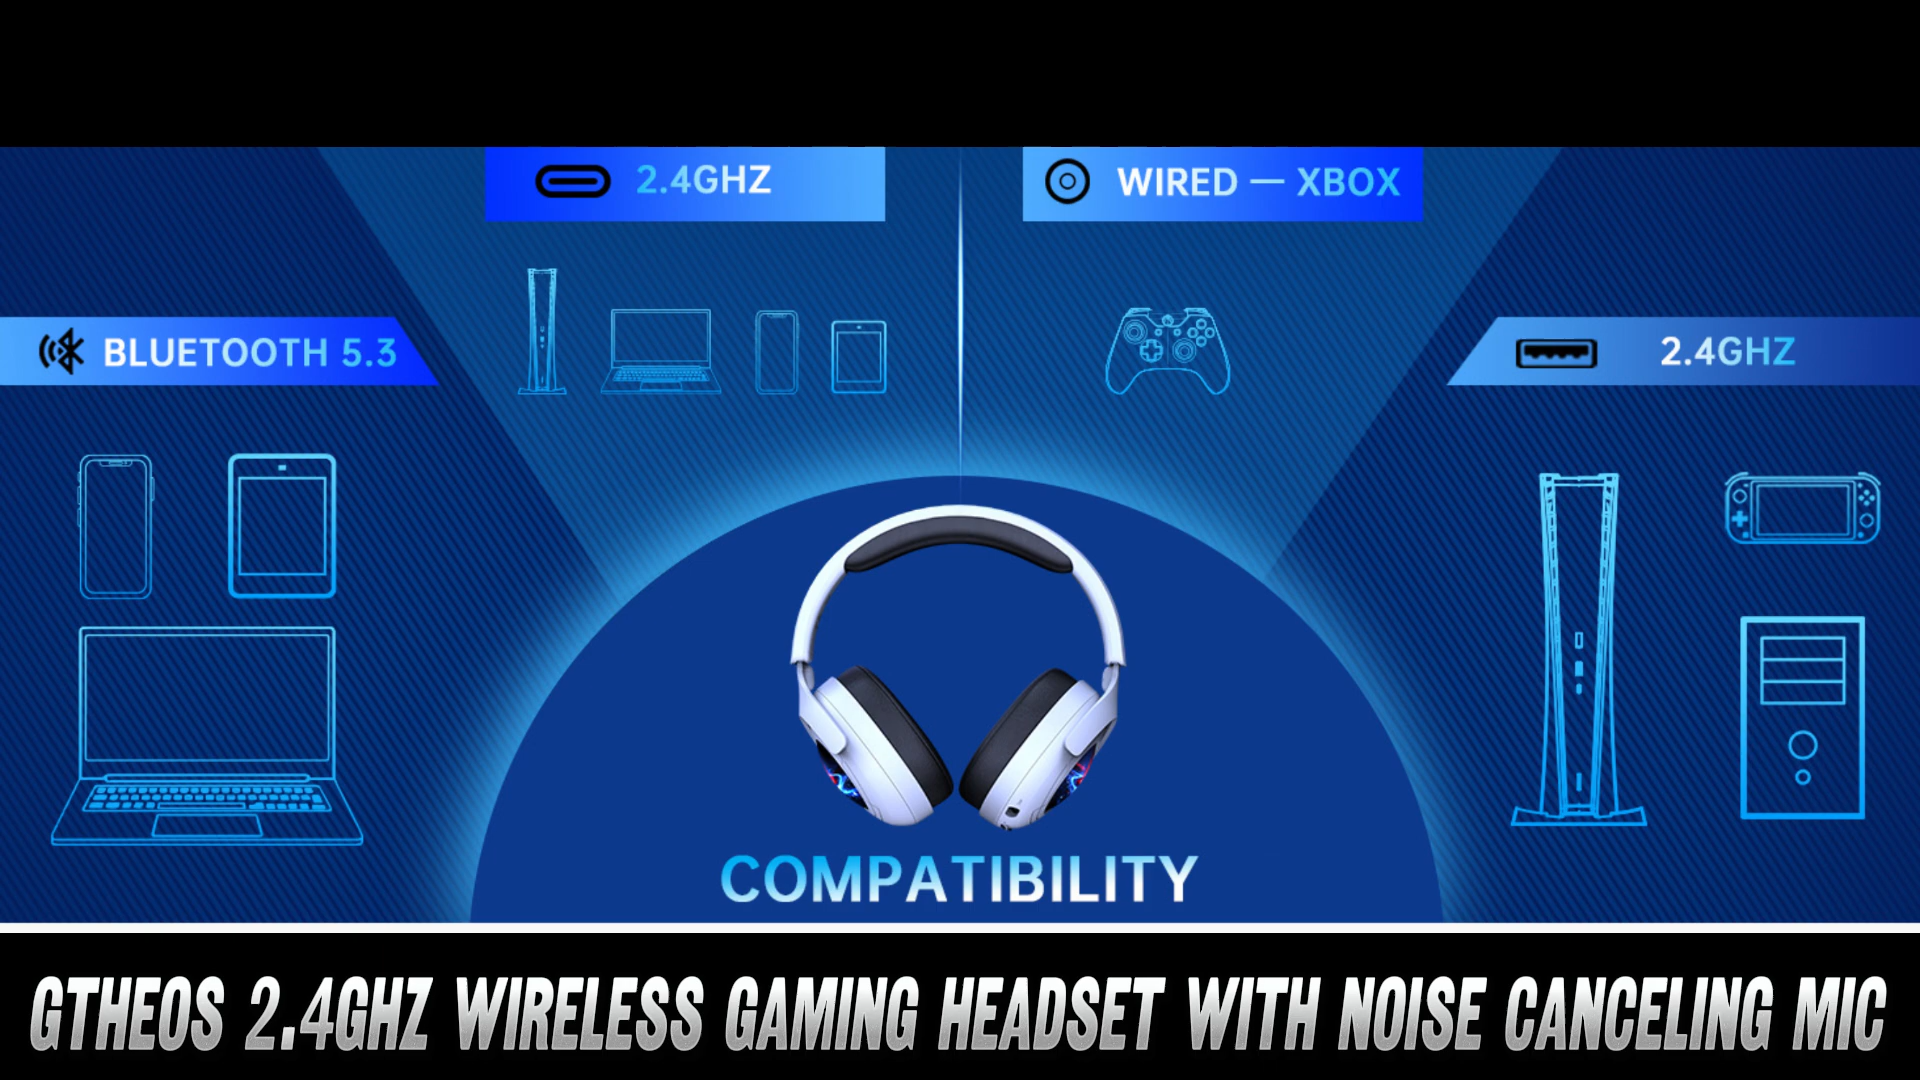 2.4GHZ
WIRED — XBOX
BLUETOOTH 5.3
2.4GHZ
COMPATIBILITY
GTHEOS 2.4GHZ WIRELESS GAMING HEADSET WITH NOISE CANCELING MIC